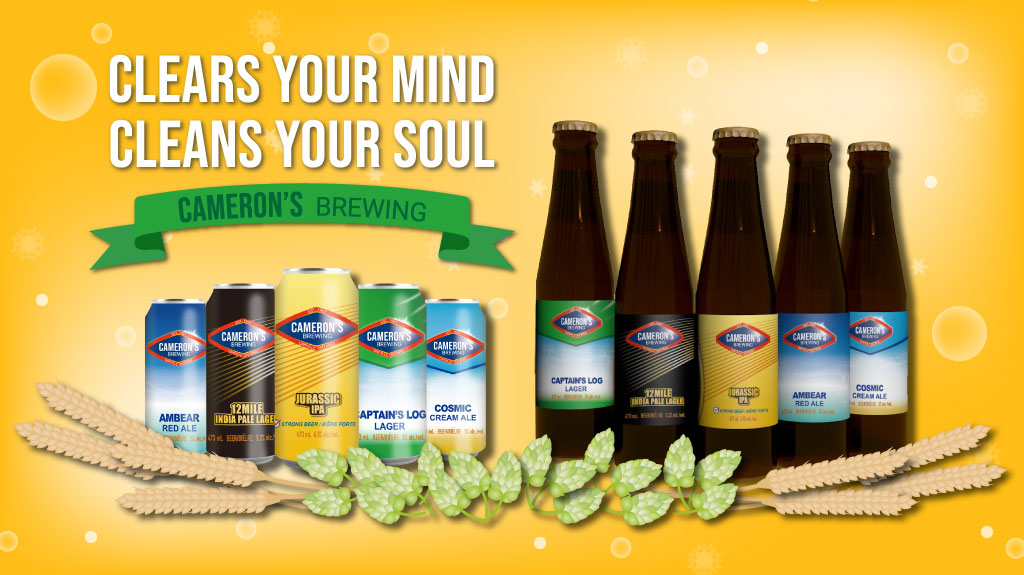 CLEARS YOUR MIND
CLEANS YOUR SOUL
CAMERON'S BREWING
CAMERON'S
BREWING
AMBEAR
RED ALE
CAMERON'S
BREWING
12MILE
INDIA PALE LAGER
CAMERON'S
BREWING
JURASSIC
IPA
STRONG BEER / BIÈRE FORTE
CAMERON'S
BREWING
CAPTAIN'S LOG
LAGER
CAMERON'S
BREWING
COSMIC
CREAM ALE
CAMERON'S
BREWING
CAPTAIN'S LOG
LAGER
CAMERON'S
BREWING
12MILE
INDIA PALE LAGER
CAMERON'S
BREWING
JURASSIC
IPA
CAMERON'S
BREWING
AMBEAR
RED ALE
CAMERON'S
BREWING
COSMIC
CREAM ALE